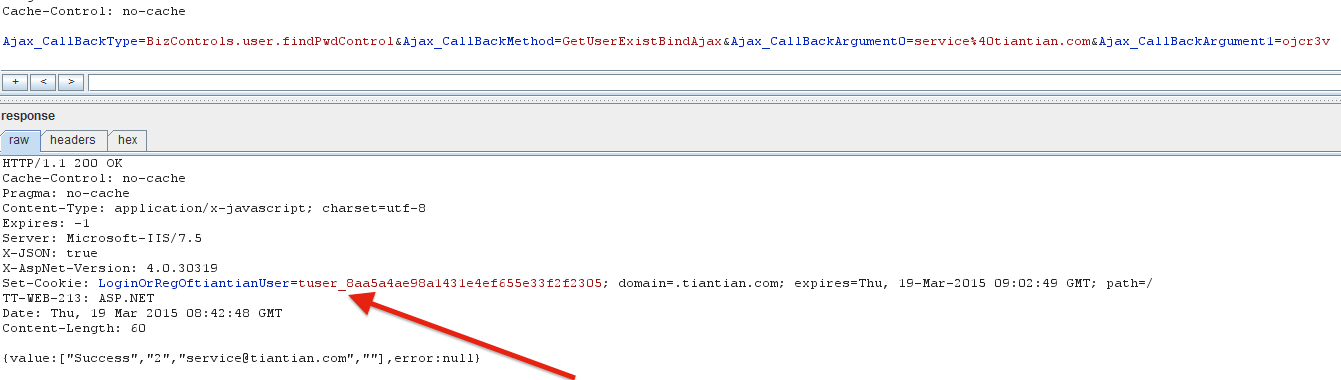 Cache-Control: no-cache
Ajax_CallBackType=BizControls.user.findPwdControl&Ajax_CallBackMethod=GetUserExistBindAjax&Ajax_CallBackArgument0=service%40tiantian.com&Ajax_CallBackArgument1=ojcr3v
+ < >
response
raw headers hex
HTTP/1.1 200 OK
Cache-Control: no-cache
Pragma: no-cache
Content-Type: application/x-javascript; charset=utf-8
Expires: -1
Server: Microsoft-IIS/7.5
X-JSON: true
X-AspNet-Version: 4.0.30319
Set-Cookie: LoginOrRegOftiantianUser=tuser_8aa5a4ae98a1431e4ef655e33f2f2305; domain=.tiantian.com; expires=Thu, 19-Mar-2015 09:02:49 GMT; path=/
TT-WEB-213: ASP.NET
Date: Thu, 19 Mar 2015 08:42:48 GMT
Content-Length: 60
{value:["Success","2","service@tiantian.com",""],error:null}